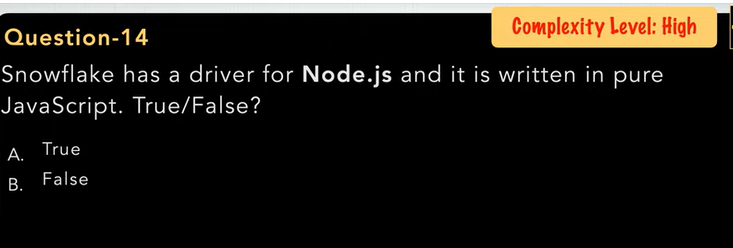 Complexity Level: High
Question-14
Snowflake has a driver for Node.js and it is written in pure
JavaScript. True/False?
A. True
B. False